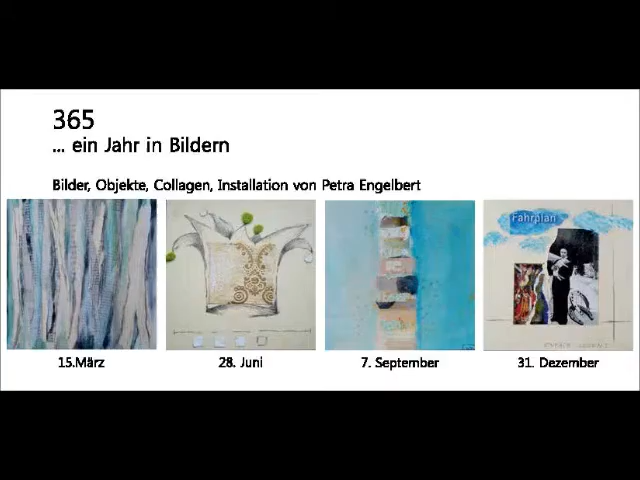 365
... ein Jahr in Bildern
Bilder, Objekte, Collagen, Installation von Petra Engelbert
Fahrplan
15.März
28. Juni
7. September
31. Dezember